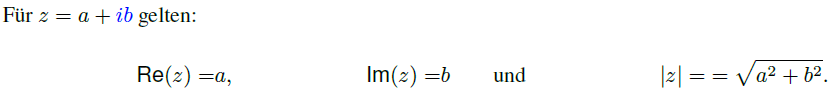 Für z = a + ib gelten:
Re(z) =a, Im(z) =b und |z| = = √a² + b².